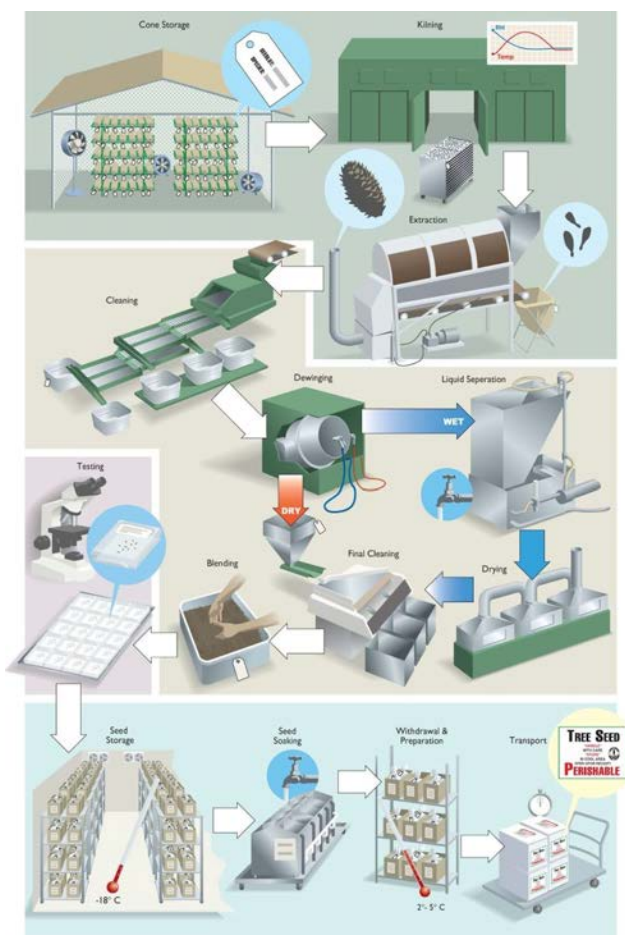 Cone Storage
Kilning
RH
Temp
Extraction
Cleaning
Dewinging
Liquid Seperation
WET
Testing
DRY
Final Cleaning
Drying
Blending
Seed
Storage
Seed
Soaking
Withdrawal &
Preparation
Transport
TREE SEED
PERISHABLE
-18° C
2°- 5° C